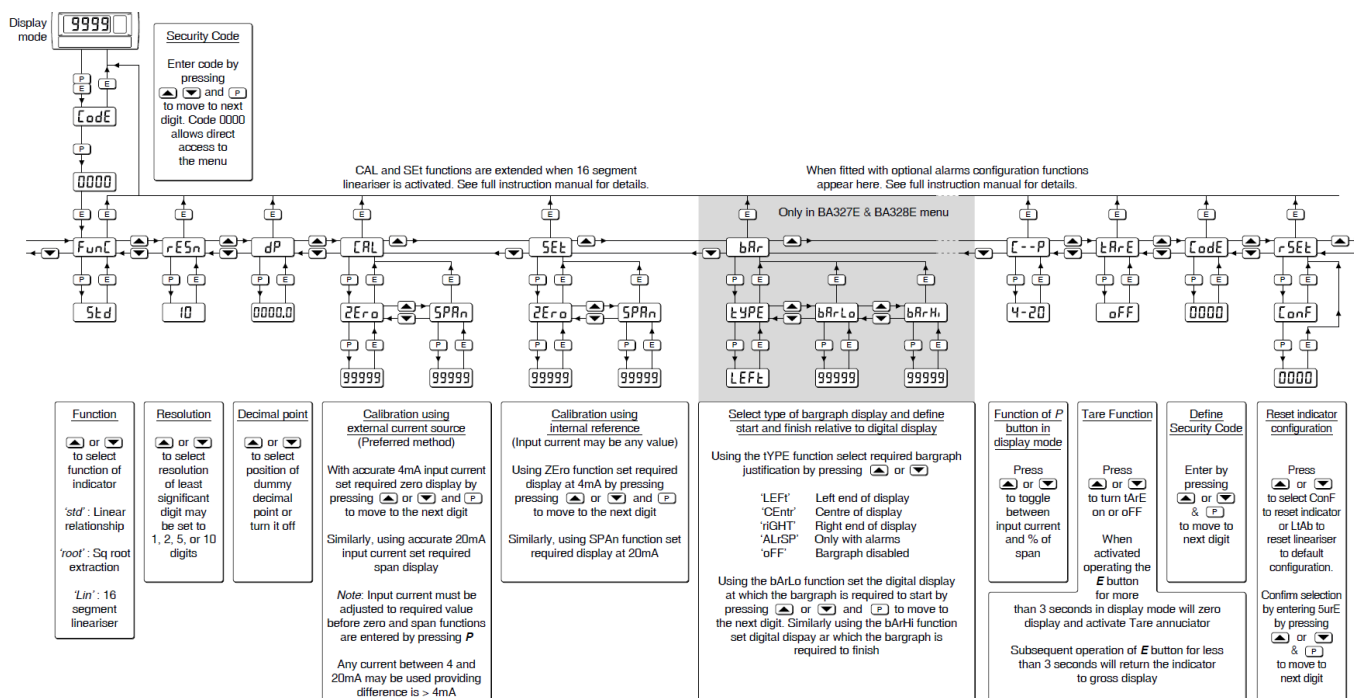 Display
mode
9999
Security Code
Enter code by
pressing
and P
to move to next
digit. Code 0000
allows direct
access to
the menu
P
E
E
CodE
P
0000
CAL and SEt functions are extended when 16 segment
lineariser is activated. See full instruction manual for details.
When fitted with optional alarms configuration functions
appear here. See full instruction manual for details.
E E E E E E E E E E E
Only in BA327E & BA328E menu
FunC rESn dP CAL SEt bAr C--P tArE CodE rSEt
P E P E P E P E P E P E P E P E P E P E
Std 10 0000.0 ZEro SPAn ZEro SPAn tYPE bArLo bArHi 4-20 oFF 0000 ConF
P E P E P E P E P E P E P E P E
99999 99999 99999 99999 LEFt 99999 99999 0000
Function
or
to select
function of
indicator
'std' : Linear
relationship
'root' : Sq root
extraction
'Lin' : 16
segment
lineariser
Resolution
or
to select
resolution
of least
significant
digit may
be set to
1, 2, 5, or 10
digits
Decimal point
or
to select
position of
dummy
decimal
point or
turn it off
Calibration using
external current source
(Preferred method)
With accurate 4mA input current
set required zero display by
pressing or and P
to move to the next digit
Similarly, using accurate 20mA
input current set required
span display
Note: Input current must be
adjusted to required value
before zero and span functions
are entered by pressing P
Any current between 4 and
20mA may be used providing
difference is > 4mA
Calibration using
internal reference
(Input current may be any value)
Using ZEro function set required
display at 4mA by pressing
pressing or and P
to move to the next digit
Similarly, using SPAn function set
required display at 20mA
Select type of bargraph display and define
start and finish relative to digital display
Using the tYPE function select required bargraph
justification by pressing or
'LEFt' Left end of display
'CEntr' Centre of display
'riGHT' Right end of display
'ALrSP' Only with alarms
'oFF' Bargraph disabled
Using the bArLo function set the digital display
at which the bargraph is required to start by
pressing or and P to move to
the next digit. Similarly using the bArHi function
set digital dispay ar which the bargraph is
required to finish
Function of P
button in
display mode
Press
or
to toggle
between
input current
and % of
span
Tare Function
Press
or
to turn tArE
on or oFF
When
activated
operating the
E button
for more
than 3 seconds in display mode will zero
display and activate Tare annuciator
Subsequent operation of E button for less
than 3 seconds will return the indicator
to gross display
Define
Security Code
Enter by
pressing
or
& P
to move to
next digit
Reset indicator
configuration
Press
or
to select ConF
to reset indicator
or LtAb to
reset lineariser
to default
configuration.
Confirm selection
by entering 5urE
by pressing
or
& P
to move to
next digit